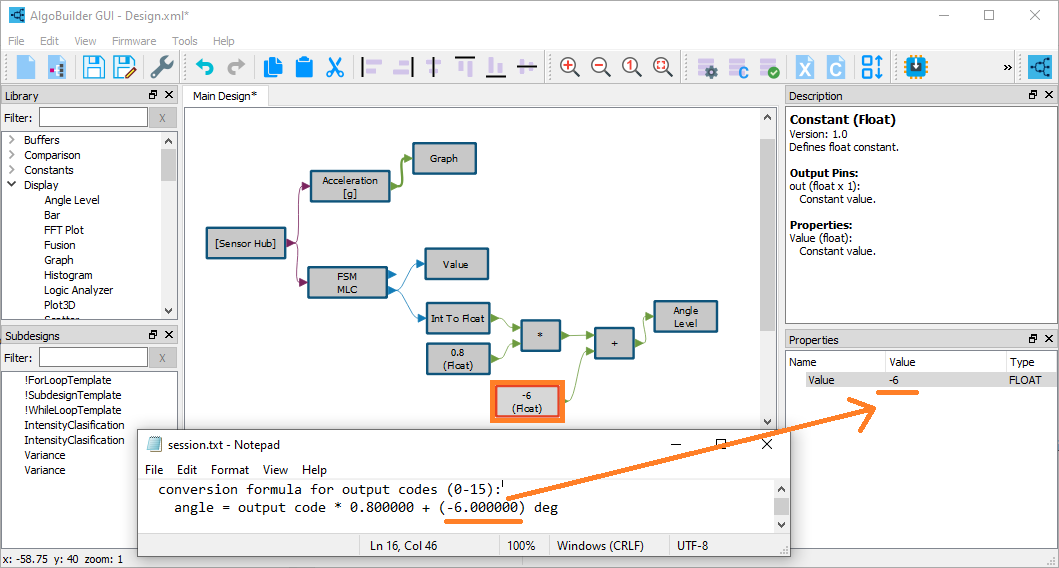 AlgoBuilder GUI - Design.xml*
File Edit View Firmware Tools Help
»
Library
Filter: X
Buffers
Comparison
Constants
Display
Angle Level
Bar
FFT Plot
Fusion
Graph
Histogram
Logic Analyzer
Plot3D
Subdesigns
Filter: X
!ForLoopTemplate
!SubdesignTemplate
!WhileLoopTemplate
IntensityClasification
IntensityClasification
Variance
Variance
Main Design*
Graph
Acceleration
[g]
[Sensor Hub]
FSM
MLC
Value
Int To Float
0.8
(Float)
*
+
Angle
Level
-6
(Float)
Description
Constant (Float)
Version: 1.0
Defines float constant.
Output Pins:
out (float x 1):
Constant value.
Properties:
Value (float):
Constant value.
Properties
Name Value Type
Value -6 FLOAT
session.txt - Notepad
File Edit Format View Help
conversion formula for output codes (0-15):
angle = output code * 0.800000 + (-6.000000) deg
Ln 16, Col 46 100% Windows (CRLF) UTF-8
x: -58.75 y: 40 zoom: 1